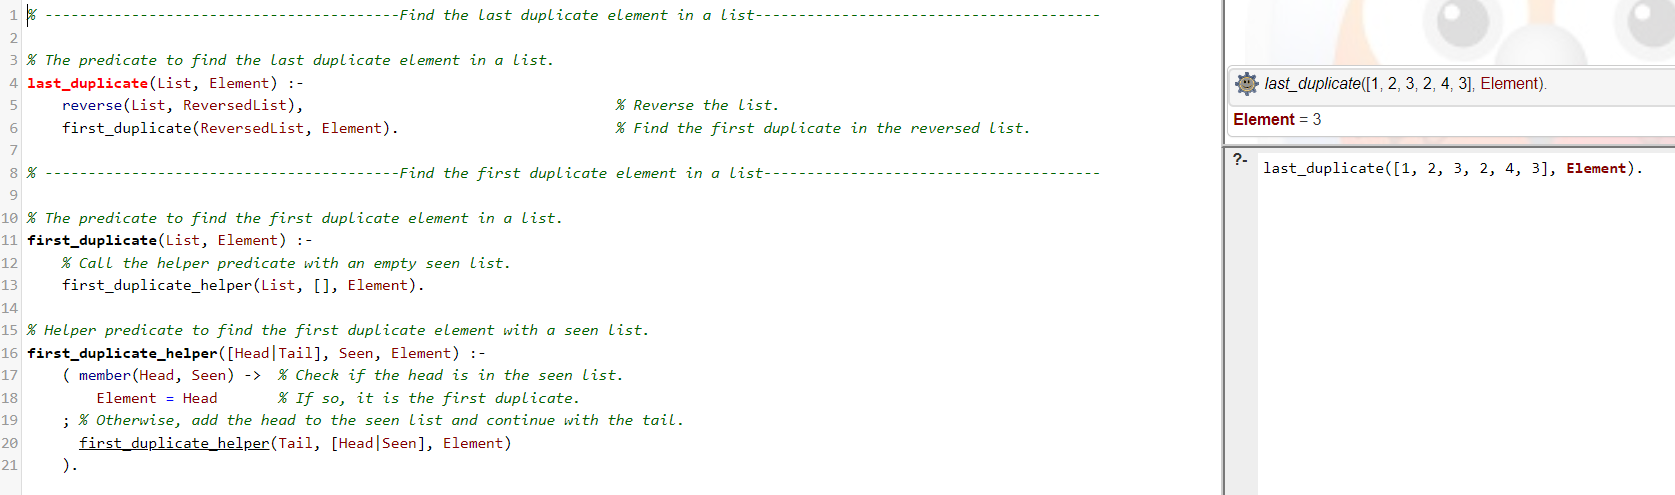 1 % -----------------------------------------Find the last duplicate element in a list----------------------------------------
2
3 % The predicate to find the last duplicate element in a list.
4 last_duplicate(List, Element) :-
5     reverse(List, ReversedList),                                    % Reverse the list.
6     first_duplicate(ReversedList, Element).                         % Find the first duplicate in the reversed list.
7
8 % -----------------------------------------Find the first duplicate element in a list---------------------------------------
9
10 % The predicate to find the first duplicate element in a list.
11 first_duplicate(List, Element) :-
12     % Call the helper predicate with an empty seen list.
13     first_duplicate_helper(List, [], Element).
14
15 % Helper predicate to find the first duplicate element with a seen list.
16 first_duplicate_helper([Head|Tail], Seen, Element) :-
17     ( member(Head, Seen) ->  % Check if the head is in the seen list.
18         Element = Head       % If so, it is the first duplicate.
19     ; % Otherwise, add the head to the seen list and continue with the tail.
20       first_duplicate_helper(Tail, [Head|Seen], Element)
21     ).
last_duplicate([1, 2, 3, 2, 4, 3], Element).
Element = 3
?- last_duplicate([1, 2, 3, 2, 4, 3], Element).